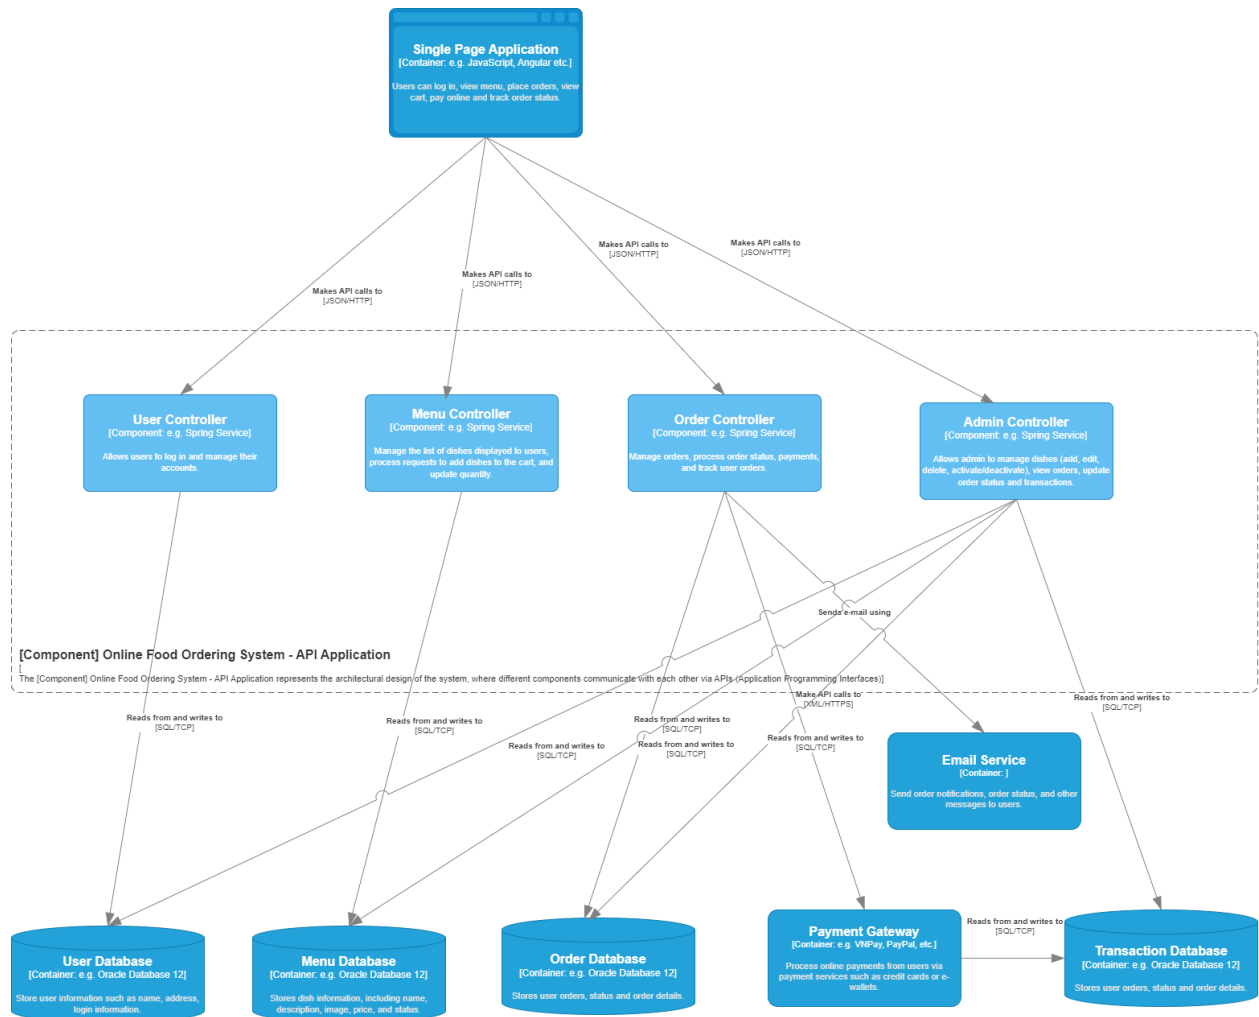 Single Page Application
[Container: e.g. JavaScript, Angular etc.]
Users can log in, view menu, place orders, view
cart, pay online and track order status.
Makes API calls to
[JSON/HTTP]
Makes API calls to
[JSON/HTTP]
Makes API calls to
[JSON/HTTP]
Makes API calls to
[JSON/HTTP]
User Controller
[Component: e.g. Spring Service]
Allows users to log in and manage their
accounts.
Menu Controller
[Component: e.g. Spring Service]
Manage the list of dishes displayed to users,
process requests to add dishes to the cart, and
update quantity.
Order Controller
[Component: e.g. Spring Service]
Manage orders, process order status, payments,
and track user orders.
Admin Controller
[Component: e.g. Spring Service]
Allows admin to manage dishes (add, edit,
delete, activate/deactivate), view orders, update
order status and transactions.
Sends e-mail using
[Component] Online Food Ordering System - API Application
[
The [Component] Online Food Ordering System - API Application represents the architectural design of the system, where different components communicate with each other via APIs (Application Programming Interfaces)]
Make API calls to
[XML/HTTPS]
Reads from and writes to
[SQL/TCP]
Reads from and writes to
[SQL/TCP]
Reads from and writes to
[SQL/TCP]
Reads from and writes to
[SQL/TCP]
Reads from and writes to
[SQL/TCP]
Reads from and writes to
[SQL/TCP]
Reads from and writes to
[SQL/TCP]
Email Service
[Container: ]
Send order notifications, order status, and other
messages to users.
User Database
[Container: e.g. Oracle Database 12]
Store user information such as name, address,
login information.
Menu Database
[Container: e.g. Oracle Database 12]
Stores dish information, including name,
description, image, price, and status.
Order Database
[Container: e.g. Oracle Database 12]
Stores user orders, status and order details.
Payment Gateway
[Container: e.g. VNPay, PayPal, etc.]
Process online payments from users via
payment services such as credit cards or e-
wallets.
Reads from and writes to
[SQL/TCP]
Transaction Database
[Container: e.g. Oracle Database 12]
Stores user orders, status and order details.